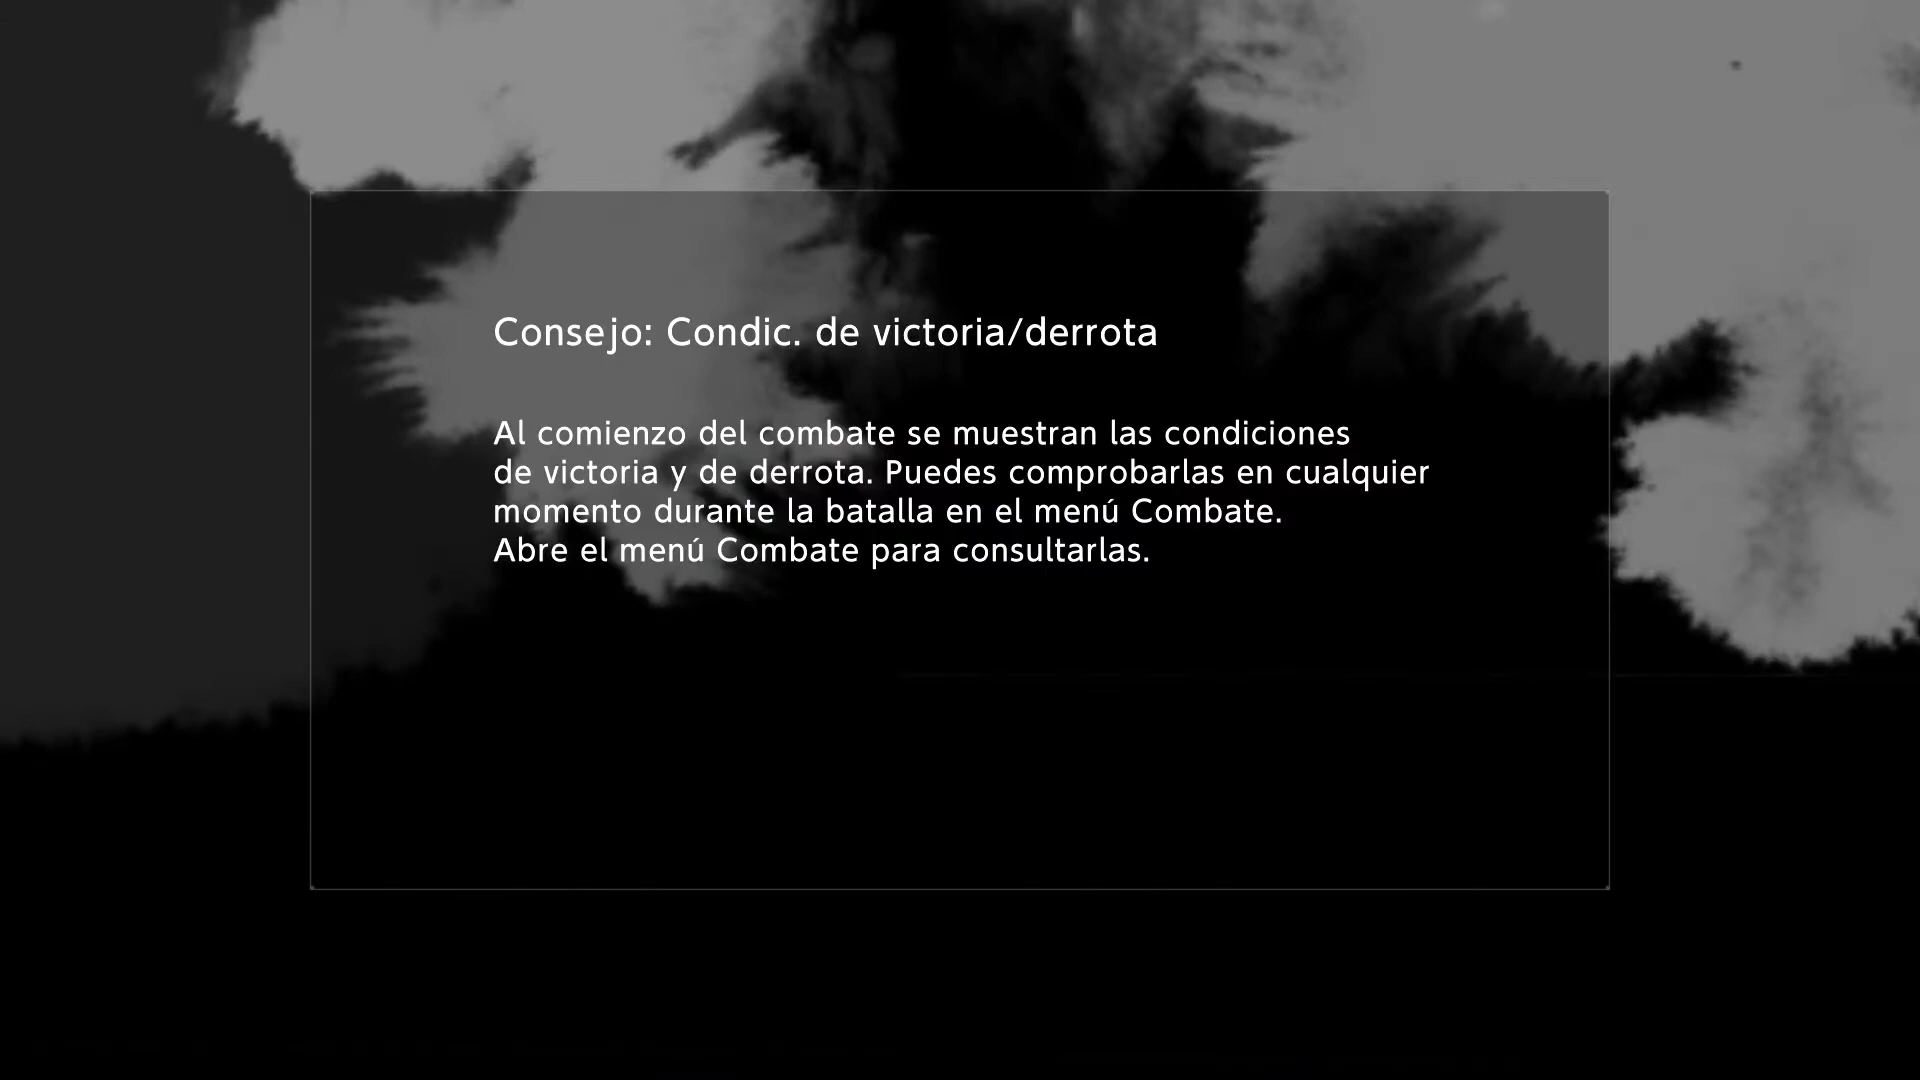 Consejo: Condic. de victoria/derrota
Al comienzo del combate se muestran las condiciones
de victoria y de derrota. Puedes comprobarlas en cualquier
momento durante la batalla en el menú Combate.
Abre el menú Combate para consultarlas.